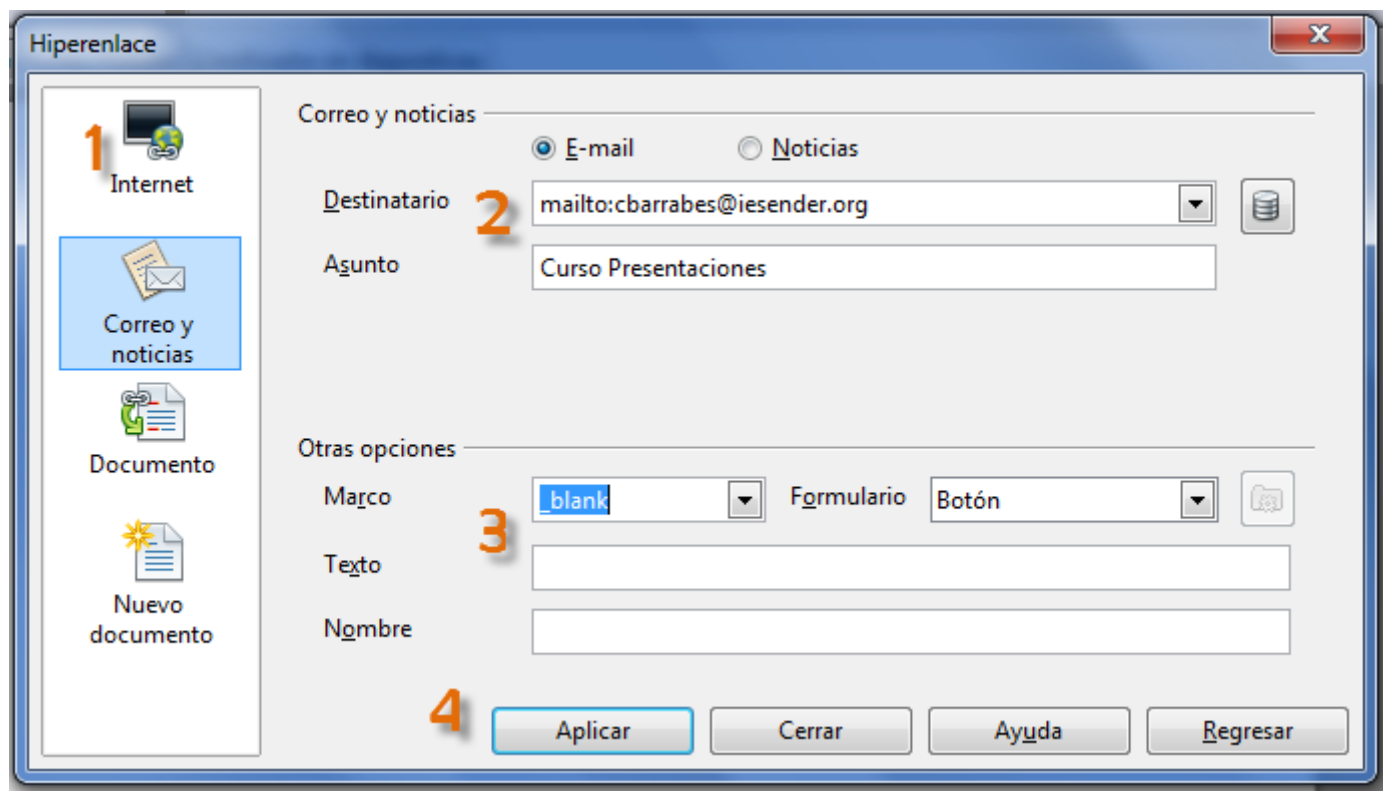 Hiperenlace
1
Internet
Correo y
noticias
Documento
Nuevo
documento
Correo y noticias
E-mail Noticias
Destinatario 2 mailto:cbarrabes@iesender.org
Asunto Curso Presentaciones
Otras opciones
Marco _blank Formulario Botón
3
Texto
Nombre
4
Aplicar Cerrar Ayuda Regresar